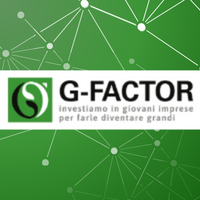 G-FACTOR
investiamo in giovani imprese
per farle diventare grandi